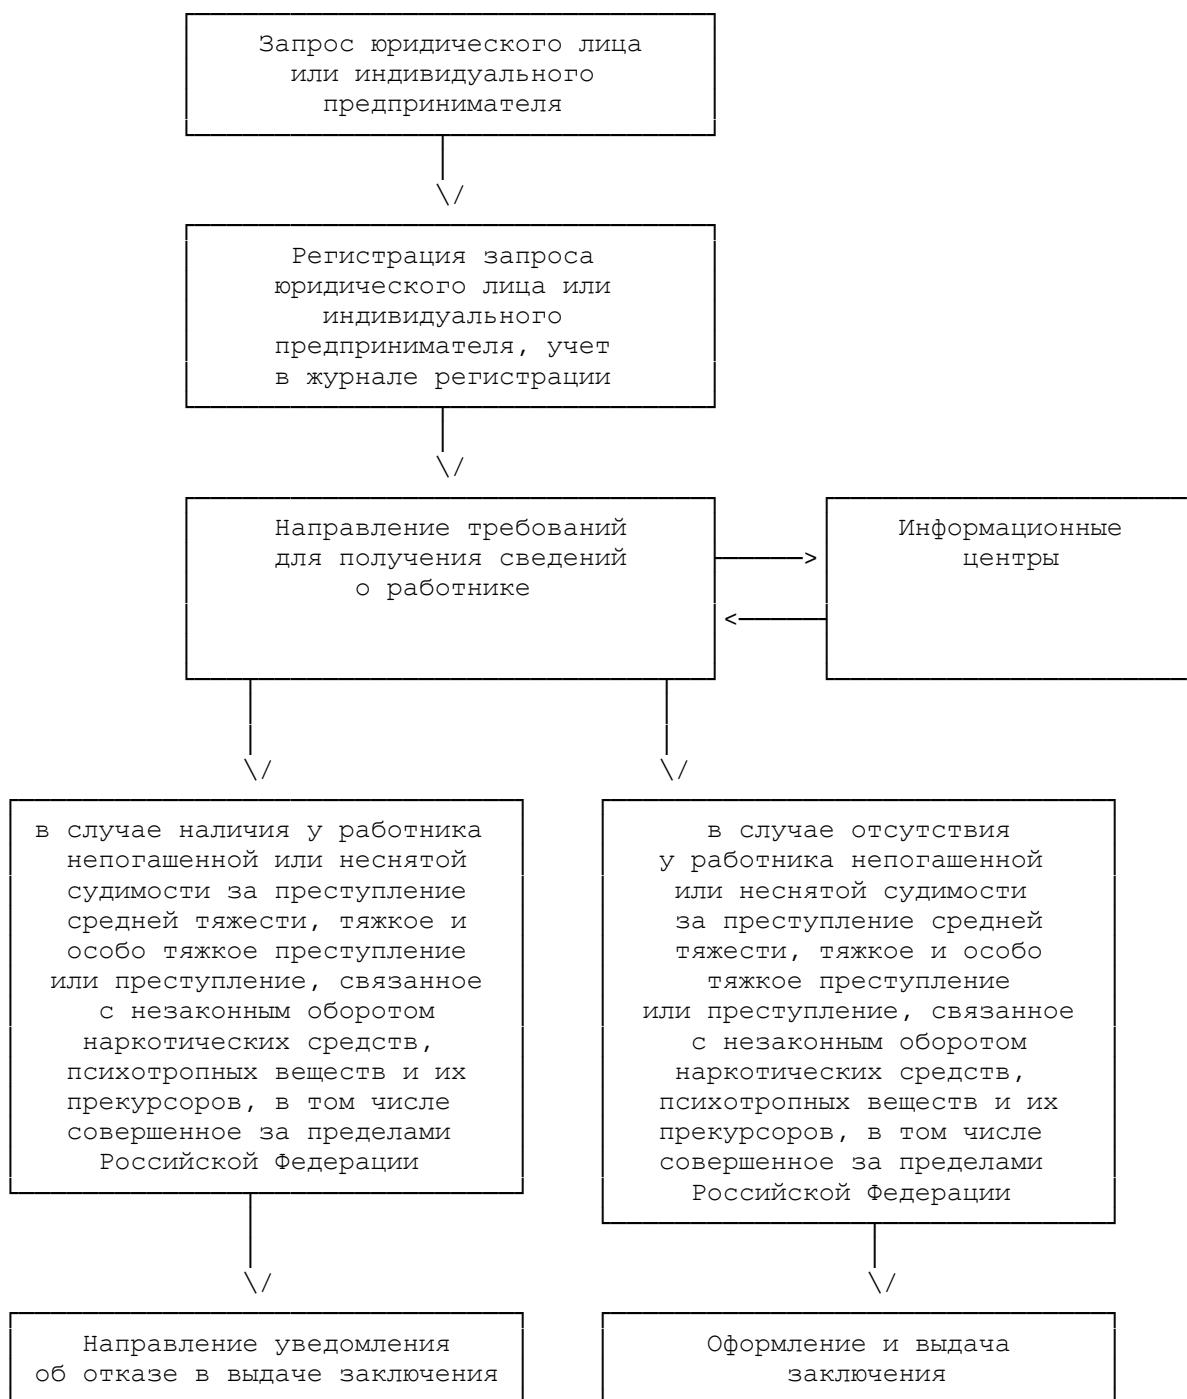 Запрос юридического лица
или индивидуального
предпринимателя
Регистрация запроса
юридического лица или
индивидуального
предпринимателя, учет
в журнале регистрации
Направление требований
для получения сведений
о работнике
Информационные
центры
в случае наличия у работника
непогашенной или неснятой
судимости за преступление
средней тяжести, тяжкое и
особо тяжкое преступление
или преступление, связанное
с незаконным оборотом
наркотических средств,
психотропных веществ и их
прекурсоров, в том числе
совершенное за пределами
Российской Федерации
в случае отсутствия
у работника непогашенной
или неснятой судимости
за преступление средней
тяжести, тяжкое и особо
тяжкое преступление
или преступление, связанное
с незаконным оборотом
наркотических средств,
психотропных веществ и их
прекурсоров, в том числе
совершенное за пределами
Российской Федерации
Направление уведомления
об отказе в выдаче заключения
Оформление и выдача
заключения